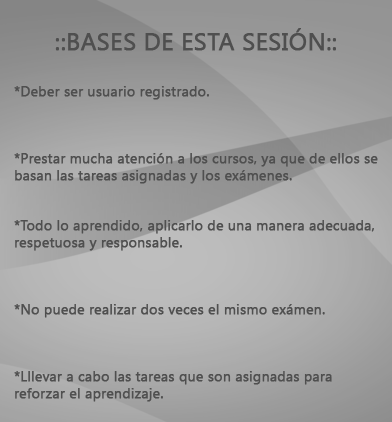 ::BASES DE ESTA SESIÓN::
*Deber ser usuario registrado.
*Prestar mucha atención a los cursos, ya que de ellos se
basan las tareas asignadas y los exámenes.
*Todo lo aprendido, aplicarlo de una manera adecuada,
respetuosa y responsable.
*No puede realizar dos veces el mismo exámen.
*Lllevar a cabo las tareas que son asignadas para
reforzar el aprendizaje.